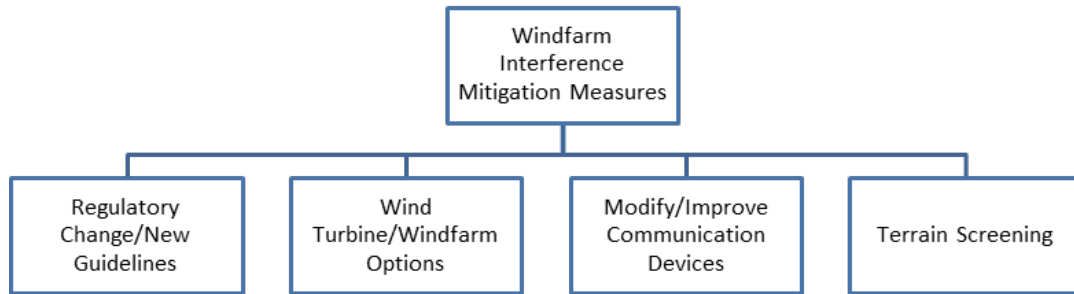 Windfarm
Interference
Mitigation Measures
Regulatory
Change/New
Guidelines
Wind
Turbine/Windfarm
Options
Modify/Improve
Communication
Devices
Terrain Screening